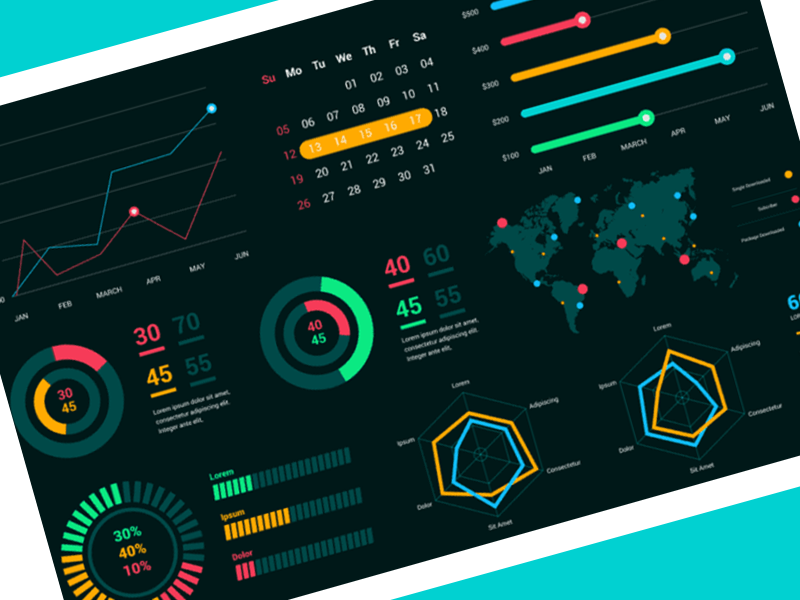 $500
$400
$300
$200
$100
JAN FEB MARCH APR MAY JUN
Su Mo Tu We Th Fr Sa
01 02 03 04
05 06 07 08 09 10 11
12 13 14 15 16 17 18
19 20 21 22 23 24 25
26 27 28 29 30 31
JAN FEB MARCH APR MAY JUN
Single Downloaded
Subscriber
Package Downloaded
30 70
45 55
Lorem ipsum dolor sit amet,
consectetur adipiscing elit.
Integer ante elit,
30
45
40 60
45 55
Lorem ipsum dolor sit amet,
consectetur adipiscing elit.
Integer ante elit,
40
45
30%
40%
10%
Lorem
Ipsum
Dolor
Lorem
Adipiscing
Consectetur
Sit Amet
Dolor
Ipsum
Lorem
Adipiscing
Consectetur
Sit Amet
Dolor
Ipsum